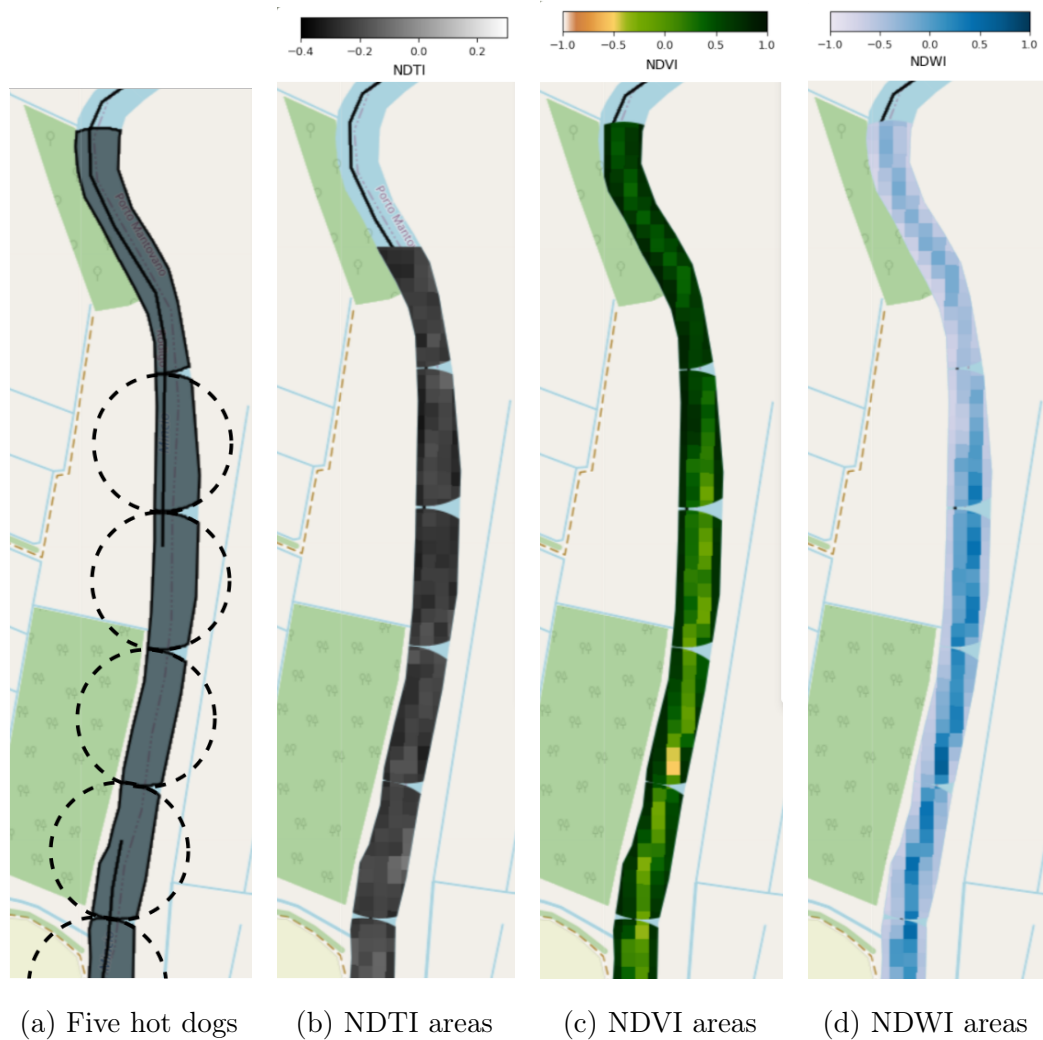 −0.4 −0.2 0.0 0.2
NDTI
−1.0 −0.5 0.0 0.5 1.0
NDVI
−1.0 −0.5 0.0 0.5 1.0
NDWI
Porto Mantovano
Porto Manto
(a) Five hot dogs
(b) NDTI areas
(c) NDVI areas
(d) NDWI areas